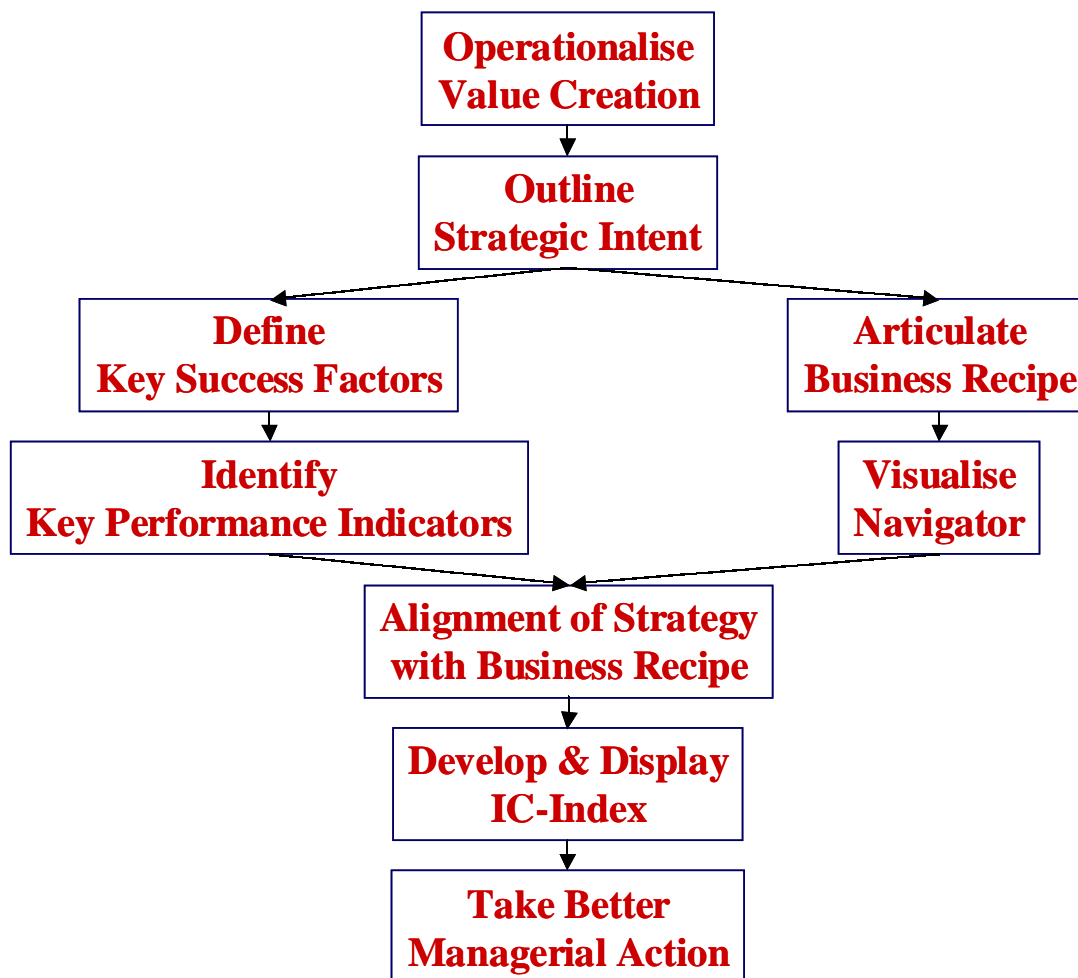 Operationalise
Value Creation
Outline
Strategic Intent
Define
Key Success Factors
Articulate
Business Recipe
Identify
Key Performance Indicators
Visualise
Navigator
Alignment of Strategy
with Business Recipe
Develop & Display
IC-Index
Take Better
Managerial Action